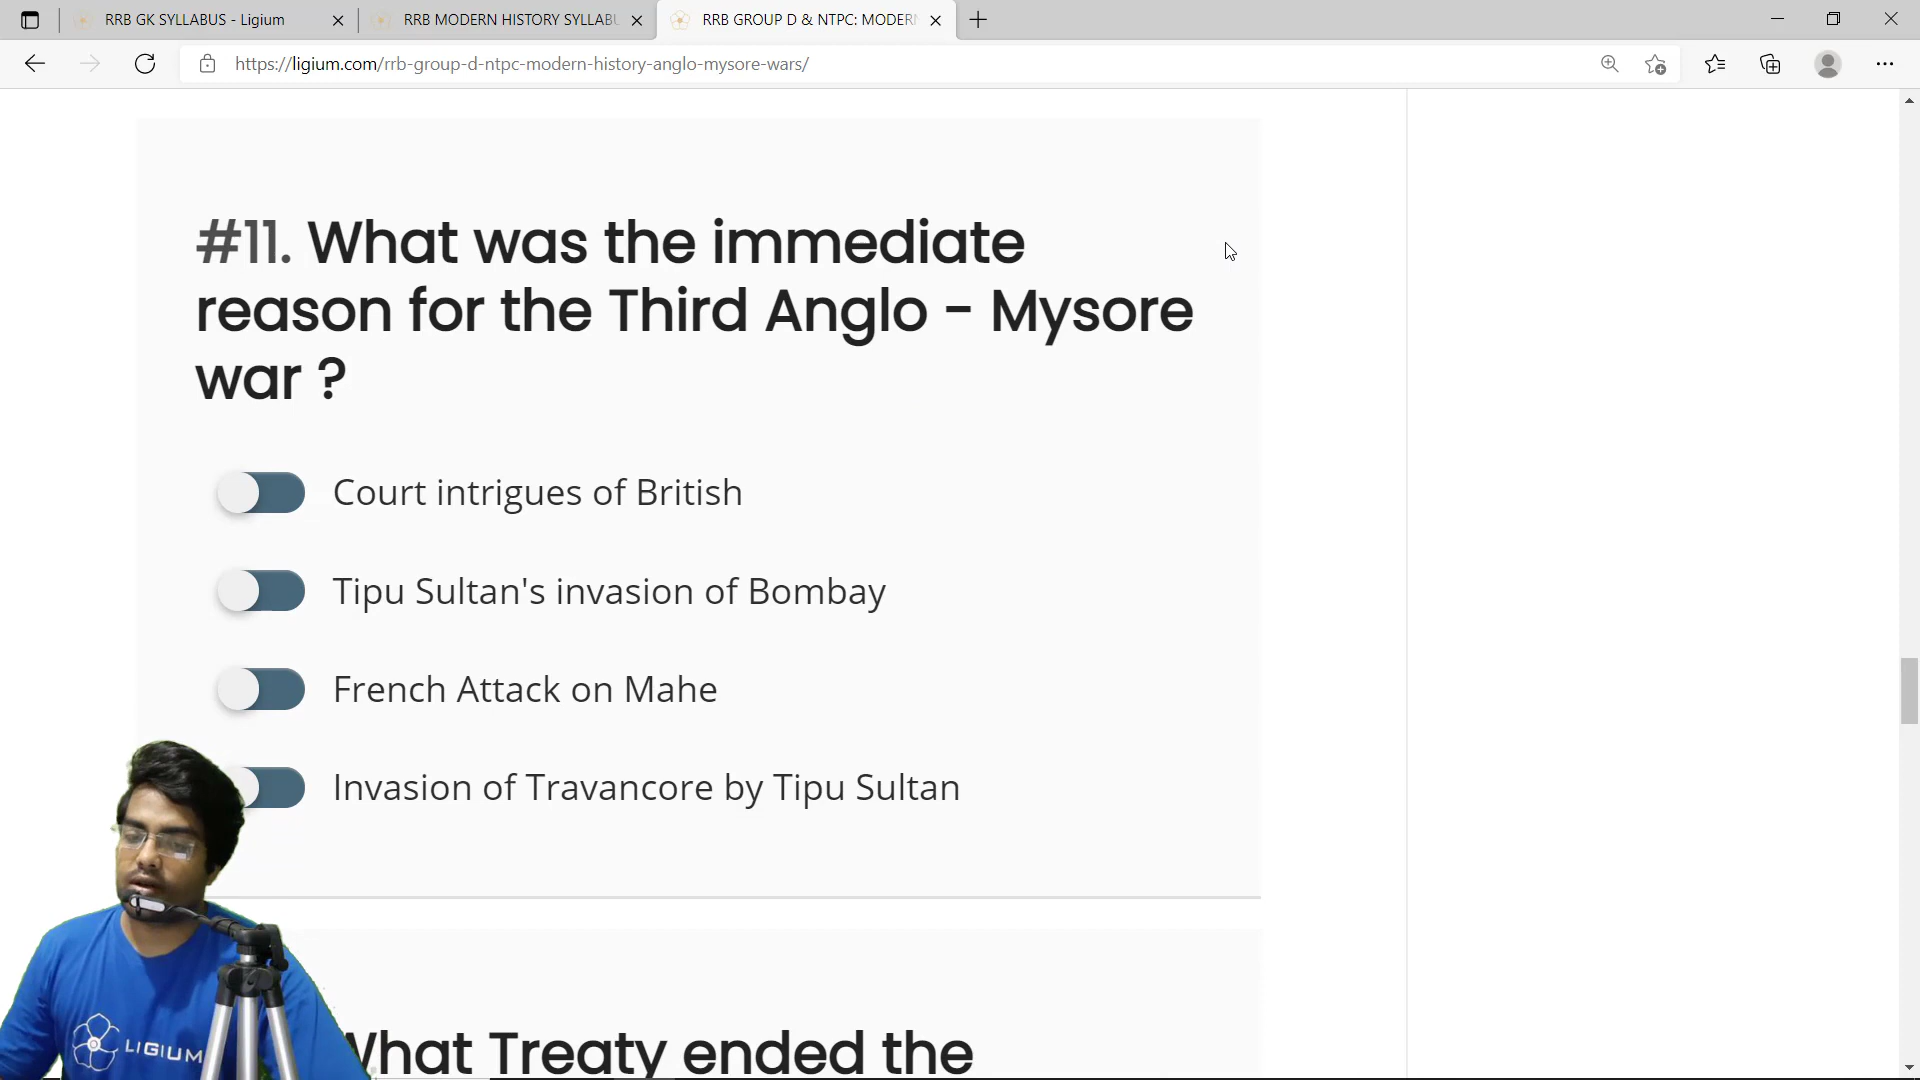 RRB GK SYLLABUS - Ligium
RRB MODERN HISTORY SYLLABU
RRB GROUP D & NTPC: MODERN
https://ligium.com/rrb-group-d-ntpc-modern-history-anglo-mysore-wars/
#11. What was the immediate
reason for the Third Anglo - Mysore
war ?
Court intrigues of British
Tipu Sultan's invasion of Bombay
French Attack on Mahe
Invasion of Travancore by Tipu Sultan
What Treaty ended the
LIGIUM